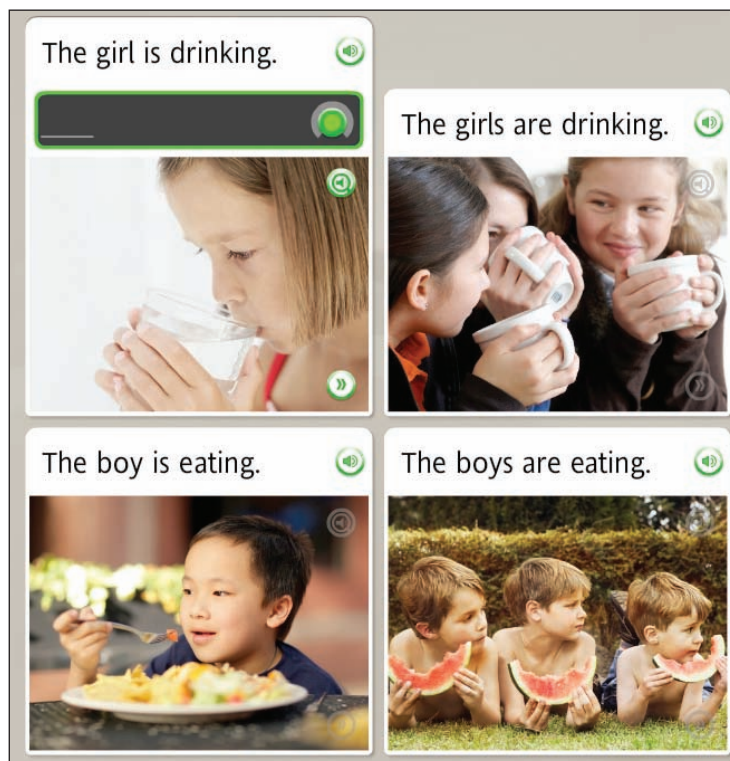 The girl is drinking.
The girls are drinking.
The boy is eating.
The boys are eating.